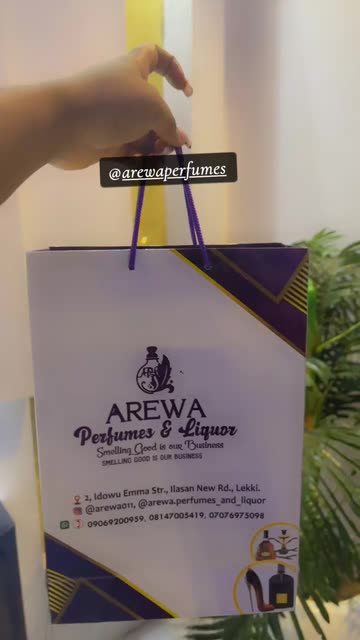 @arewaperfumes
AREWA
Perfumes & Liquor
Smelling Good is our Business
SMELLING GOOD IS OUR BUSINESS
2, Idowu Emma Str., Ilasan New Rd., Lekki.
@arewa011, @arewa.perfumes_and_liquor
09069200959, 08147005419, 07076975098